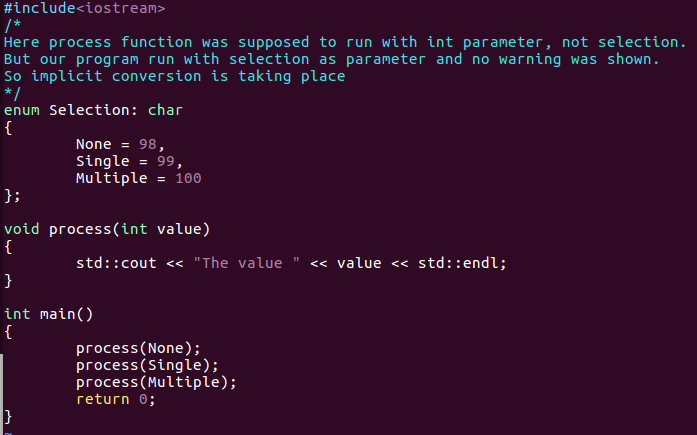 #include<iostream>
/*
Here process function was supposed to run with int parameter, not selection.
But our program run with selection as parameter and no warning was shown.
So implicit conversion is taking place
*/
enum Selection: char
{
        None = 98,
        Single = 99,
        Multiple = 100
};

void process(int value)
{
        std::cout << "The value " << value << std::endl;
}

int main()
{
        process(None);
        process(Single);
        process(Multiple);
        return 0;
}
~